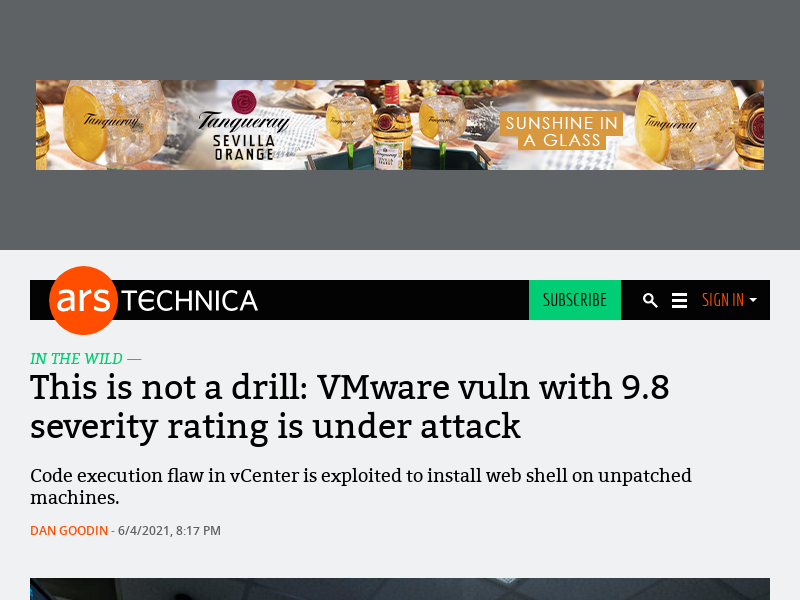 Tanqueray
Tanqueray
SEVILLA
ORANGE
Tanqueray
Tanqueray
SUNSHINE IN
A GLASS
Tanqueray
ars TECHNICA
SUBSCRIBE
SIGN IN
IN THE WILD —
This is not a drill: VMware vuln with 9.8
severity rating is under attack
Code execution flaw in vCenter is exploited to install web shell on unpatched
machines.
DAN GOODIN - 6/4/2021, 8:17 PM